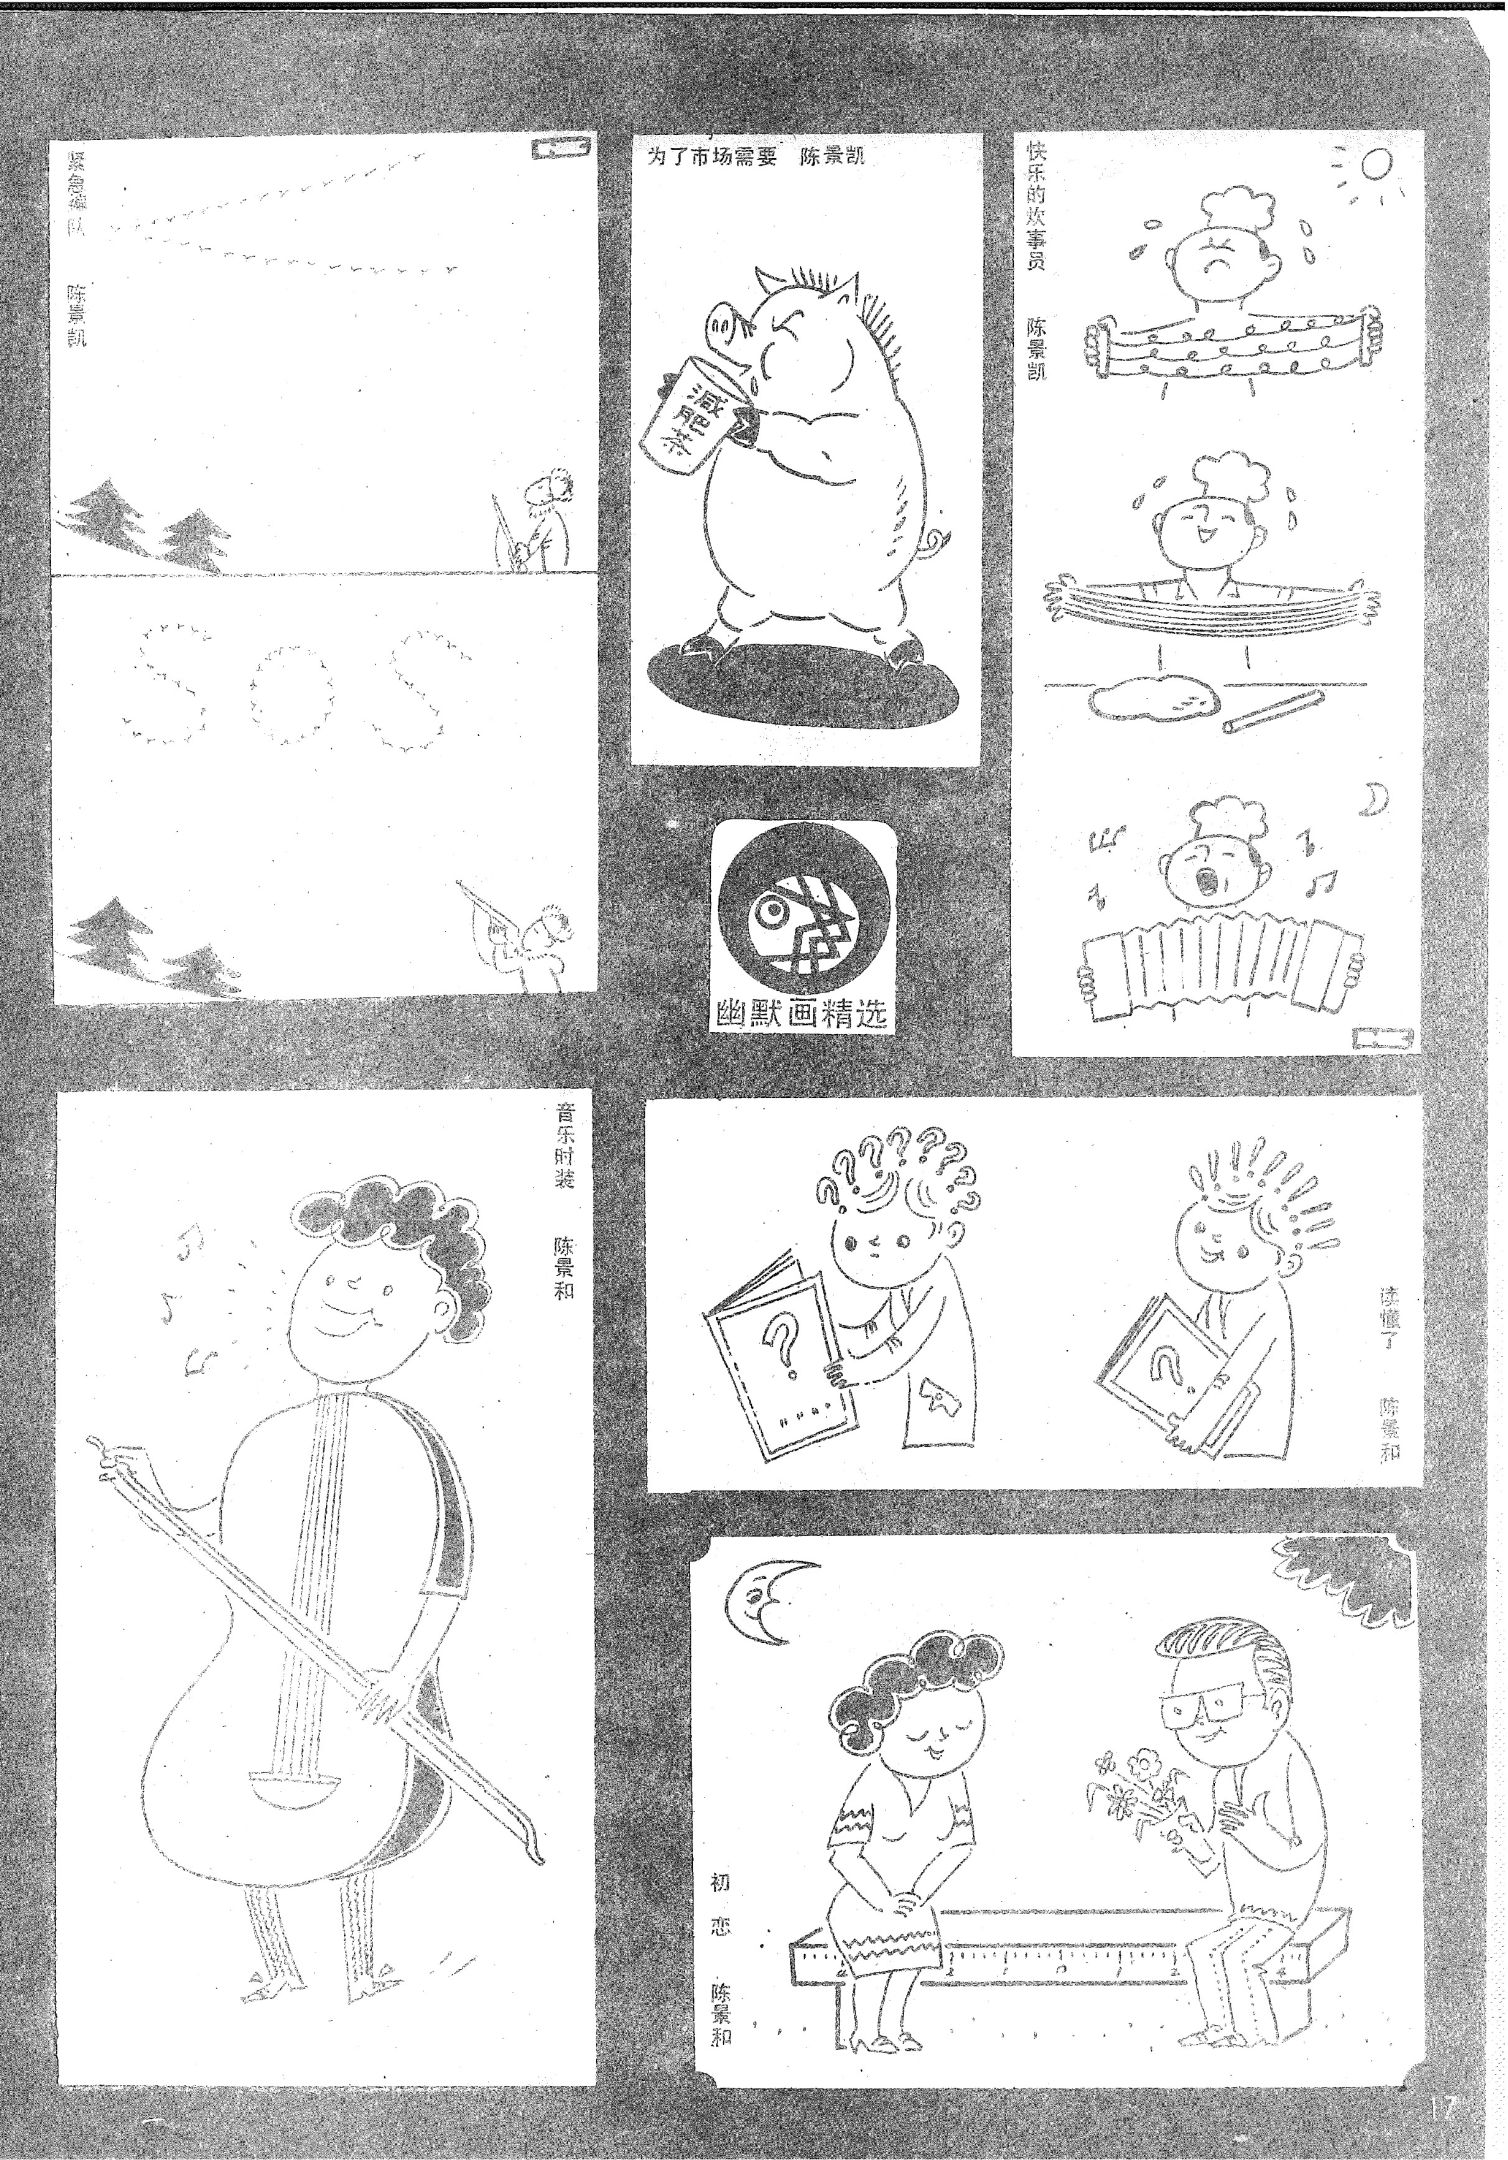 紧急排队
陈景凯
SOS
为了市场需要 陈景凯
減肥茶
快乐的炊事员
陈景凯
幽默画精选
音乐时装
陈景和
?
?
读懂了
陈景和
初恋
陈景和
17